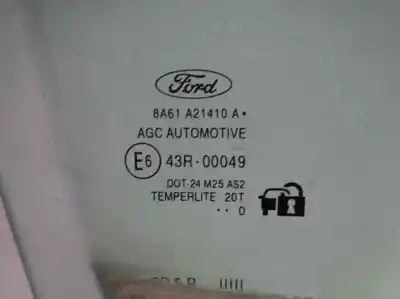 Ford
8A61 A21410 A•
AGC AUTOMOTIVE
E6 43R-00049
DOT-24 M25 AS2
TEMPERLITE 20T
·· 0